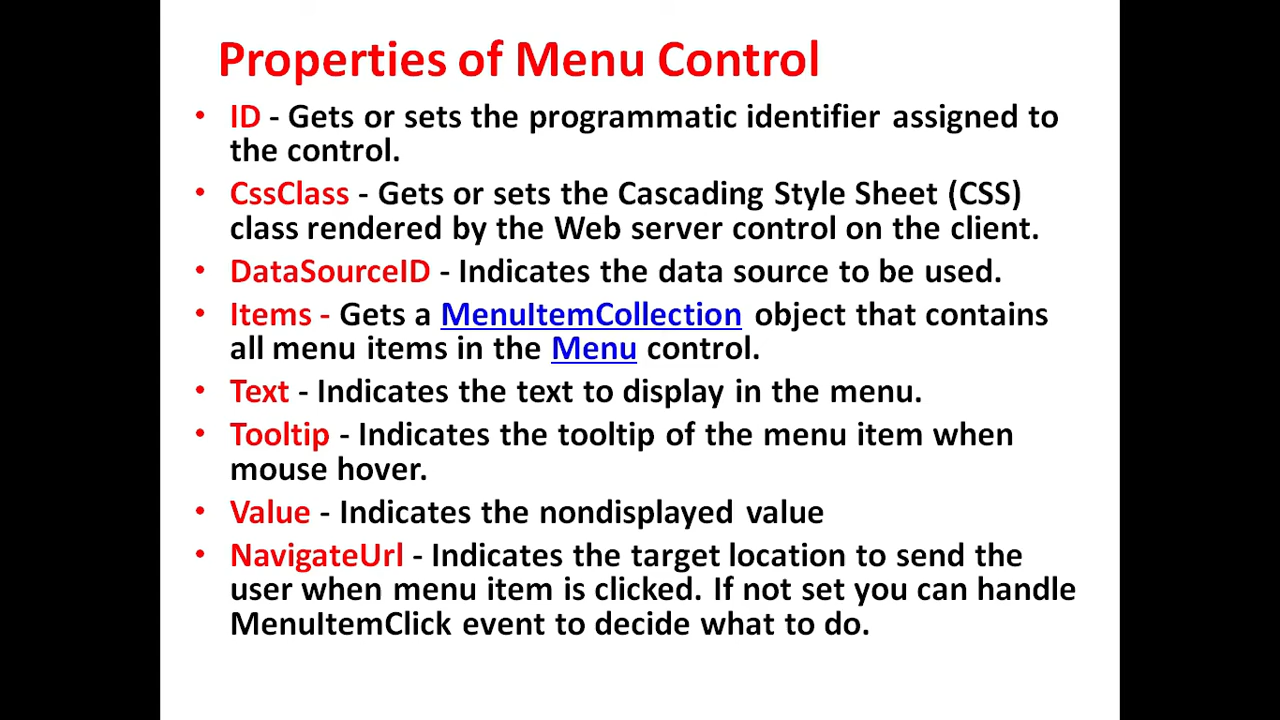 Properties of Menu Control
• ID - Gets or sets the programmatic identifier assigned to
the control.
• CssClass - Gets or sets the Cascading Style Sheet (CSS)
class rendered by the Web server control on the client.
• DataSourceID - Indicates the data source to be used.
• Items - Gets a MenuItemCollection object that contains
all menu items in the Menu control.
• Text - Indicates the text to display in the menu.
• Tooltip - Indicates the tooltip of the menu item when
mouse hover.
• Value - Indicates the nondisplayed value
• NavigateUrl - Indicates the target location to send the
user when menu item is clicked. If not set you can handle
MenuItemClick event to decide what to do.